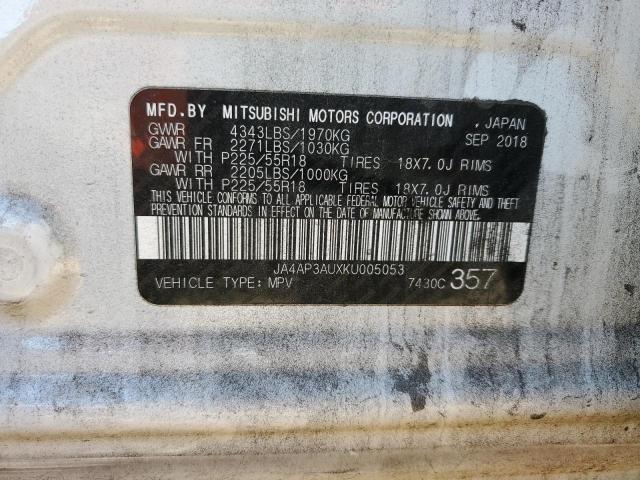 MFD.BY MITSUBISHI MOTORS CORPORATION , JAPAN
GVWR 4343LBS/1970KG SEP 2018
GAWR FR 2271LBS/1030KG
WITH P225/55R18 TIRES 18X7.0J RIMS
GAWR RR 2205LBS/1000KG
WITH P225/55R18 TIRES 18X7.0J RIMS
THIS VEHICLE CONFORMS TO ALL APPLICABLE FEDERAL MOTOR VEHICLE SAFETY AND THEFT
PREVENTION STANDARDS IN EFFECT ON THE DATE OF MANUFACTURE SHOWN ABOVE.
JA4AP3AUXKU005053
VEHICLE TYPE: MPV 7430C 357